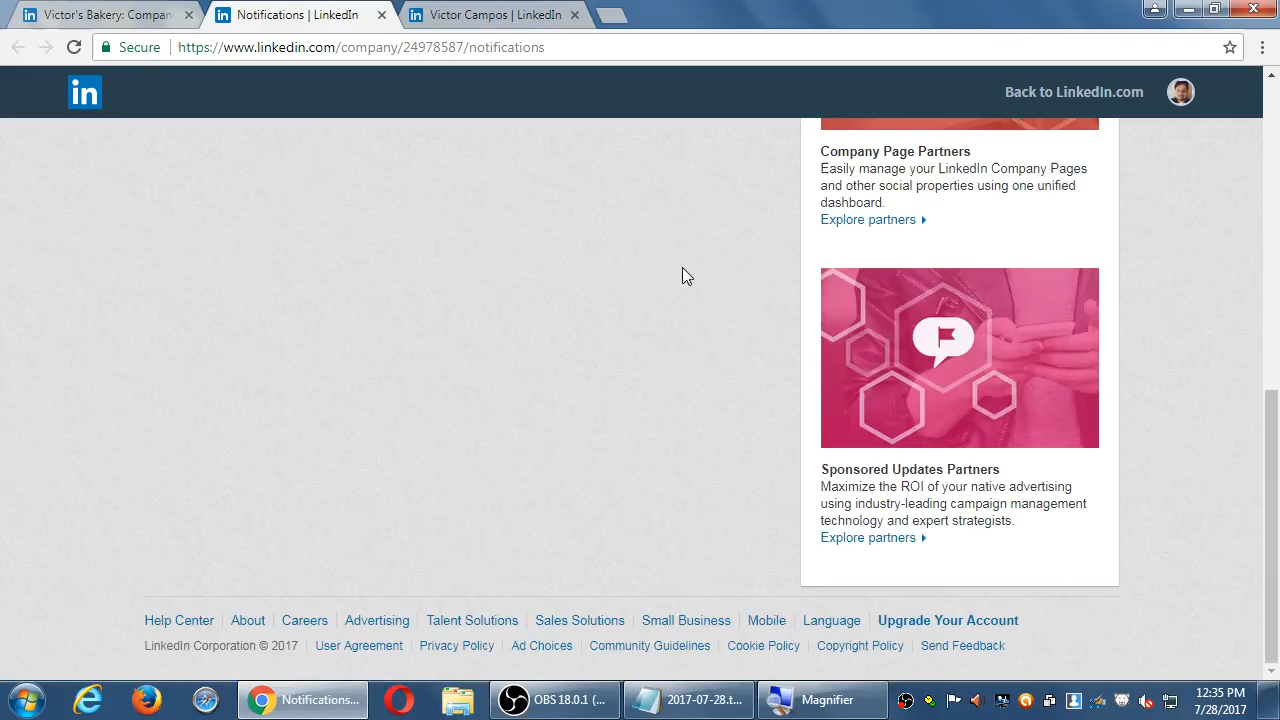 Victor's Bakery: Compan
Notifications | LinkedIn
Victor Campos | LinkedIn
Secure
https://www.linkedin.com/company/24978587/notifications
in
Back to LinkedIn.com
Company Page Partners
Easily manage your LinkedIn Company Pages
and other social properties using one unified
dashboard.
Explore partners
Sponsored Updates Partners
Maximize the ROI of your native advertising
using industry-leading campaign management
technology and expert strategists.
Explore partners
Help Center About Careers Advertising Talent Solutions Sales Solutions Small Business Mobile Language Upgrade Your Account
LinkedIn Corporation © 2017 User Agreement Privacy Policy Ad Choices Community Guidelines Cookie Policy Copyright Policy Send Feedback
Notifications...
OBS 18.0.1 (...
2017-07-28.t...
Magnifier
12:35 PM
7/28/2017